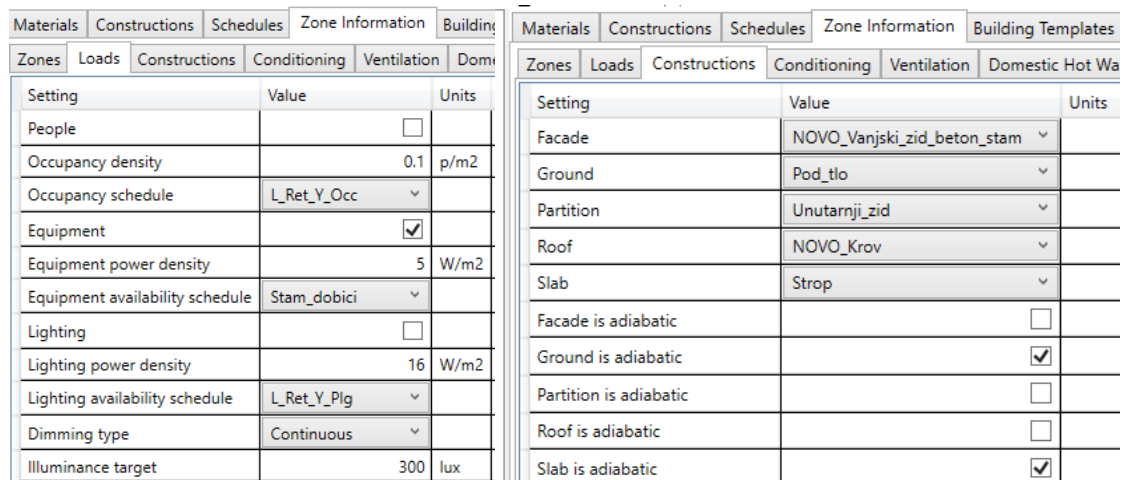 Materials Constructions Schedules Zone Information Building
Zones Loads Constructions Conditioning Ventilation Dome
Setting Value Units
People
Occupancy density 0.1 p/m2
Occupancy schedule L_Ret_Y_Occ
Equipment
Equipment power density 5 W/m2
Equipment availability schedule Stam_dobici
Lighting
Lighting power density 16 W/m2
Lighting availability schedule L_Ret_Y_Plg
Dimming type Continuous
Illuminance target 300 lux
Materials Constructions Schedules Zone Information Building Templates
Zones Loads Constructions Conditioning Ventilation Domestic Hot Wa
Setting Value Units
Facade NOVO_Vanjski_zid_beton_stam
Ground Pod_tlo
Partition Unutarnji_zid
Roof NOVO_Krov
Slab Strop
Facade is adiabatic
Ground is adiabatic
Partition is adiabatic
Roof is adiabatic
Slab is adiabatic